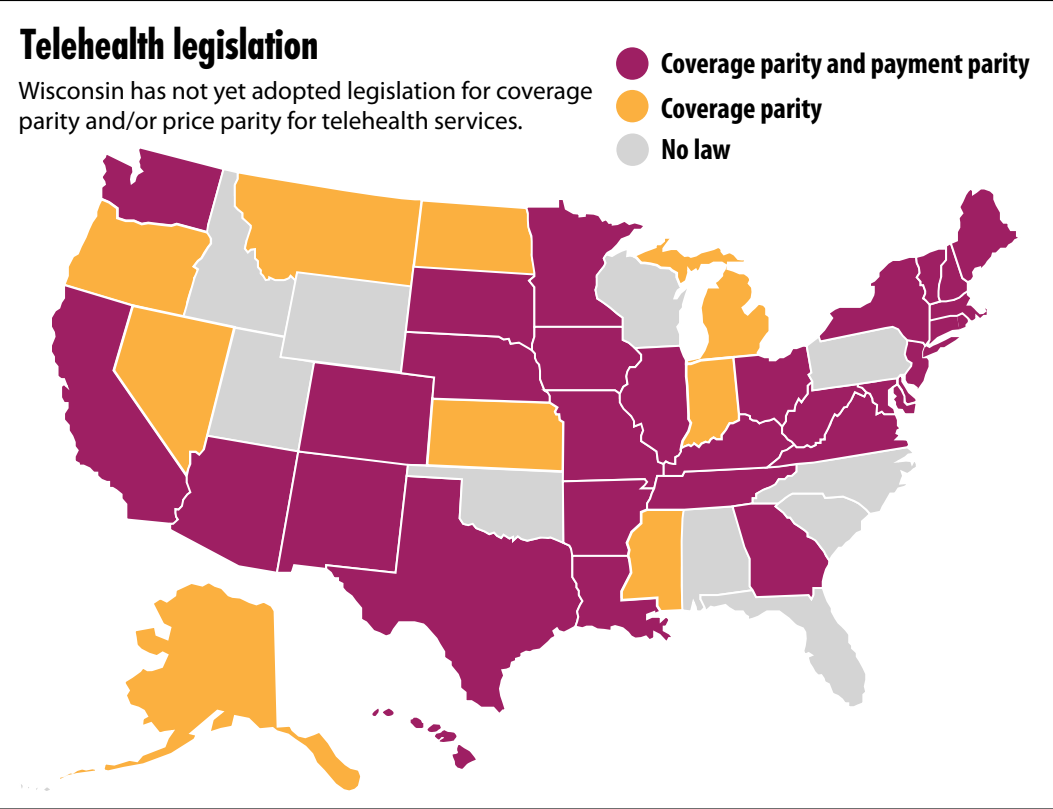 Telehealth legislation
Wisconsin has not yet adopted legislation for coverage
parity and/or price parity for telehealth services.
Coverage parity and payment parity
Coverage parity
No law